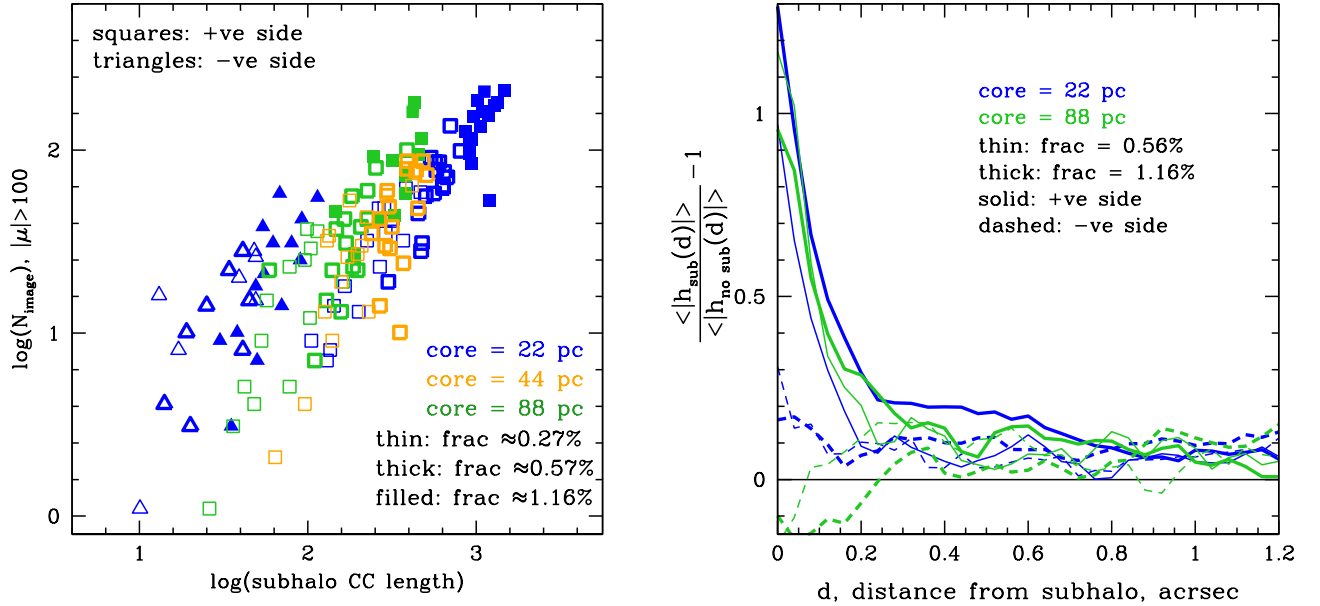 squares: +ve side
triangles: −ve side
log(N_image), |μ|>100
2
1
0
core = 22 pc
core = 44 pc
core = 88 pc
thin: frac ≈0.27%
thick: frac ≈0.57%
filled: frac ≈1.16%
1 2 3
log(subhalo CC length)
<|h_sub(d)|>
<|h_no sub(d)|>
−1
1
0.5
0
core = 22 pc
core = 88 pc
thin: frac = 0.56%
thick: frac = 1.16%
solid: +ve side
dashed: −ve side
0 0.2 0.4 0.6 0.8 1 1.2
d, distance from subhalo, acrsec